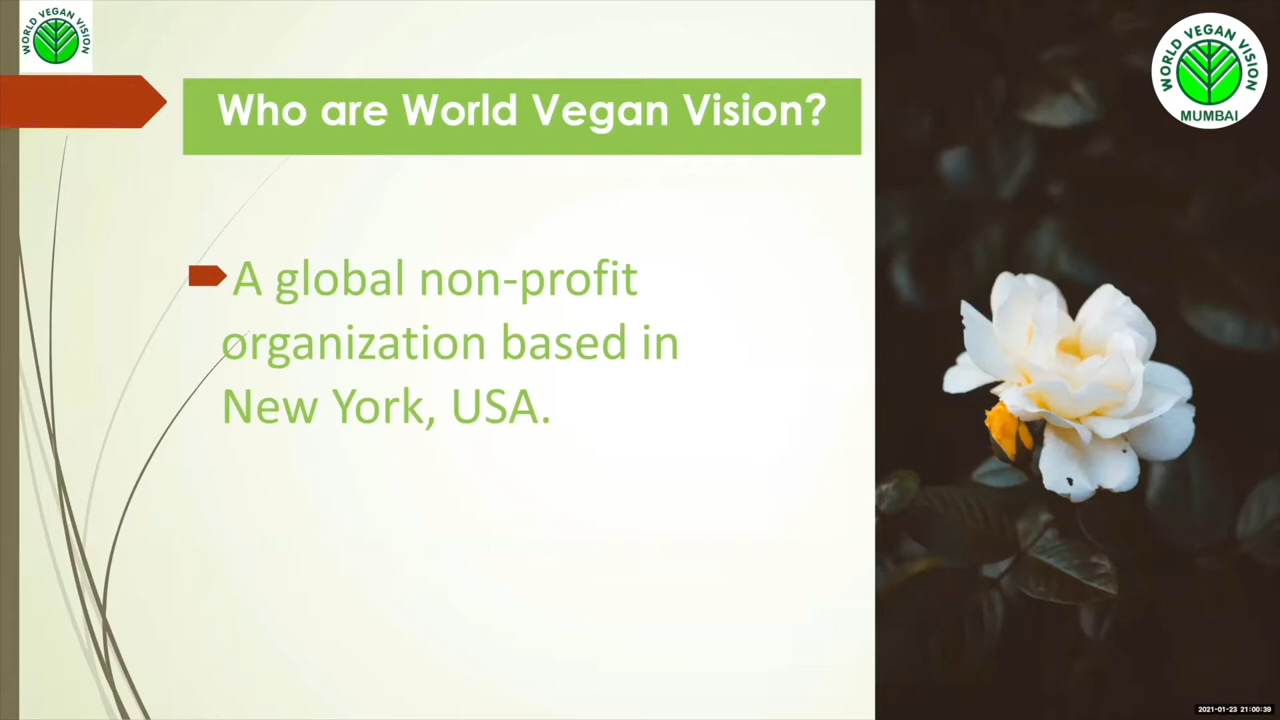 WORLD VEGAN VISION
Who are World Vegan Vision?
WORLD VEGAN VISION
MUMBAI
A global non-profit
organization based in
New York, USA.
2021-01-23 21:00:39